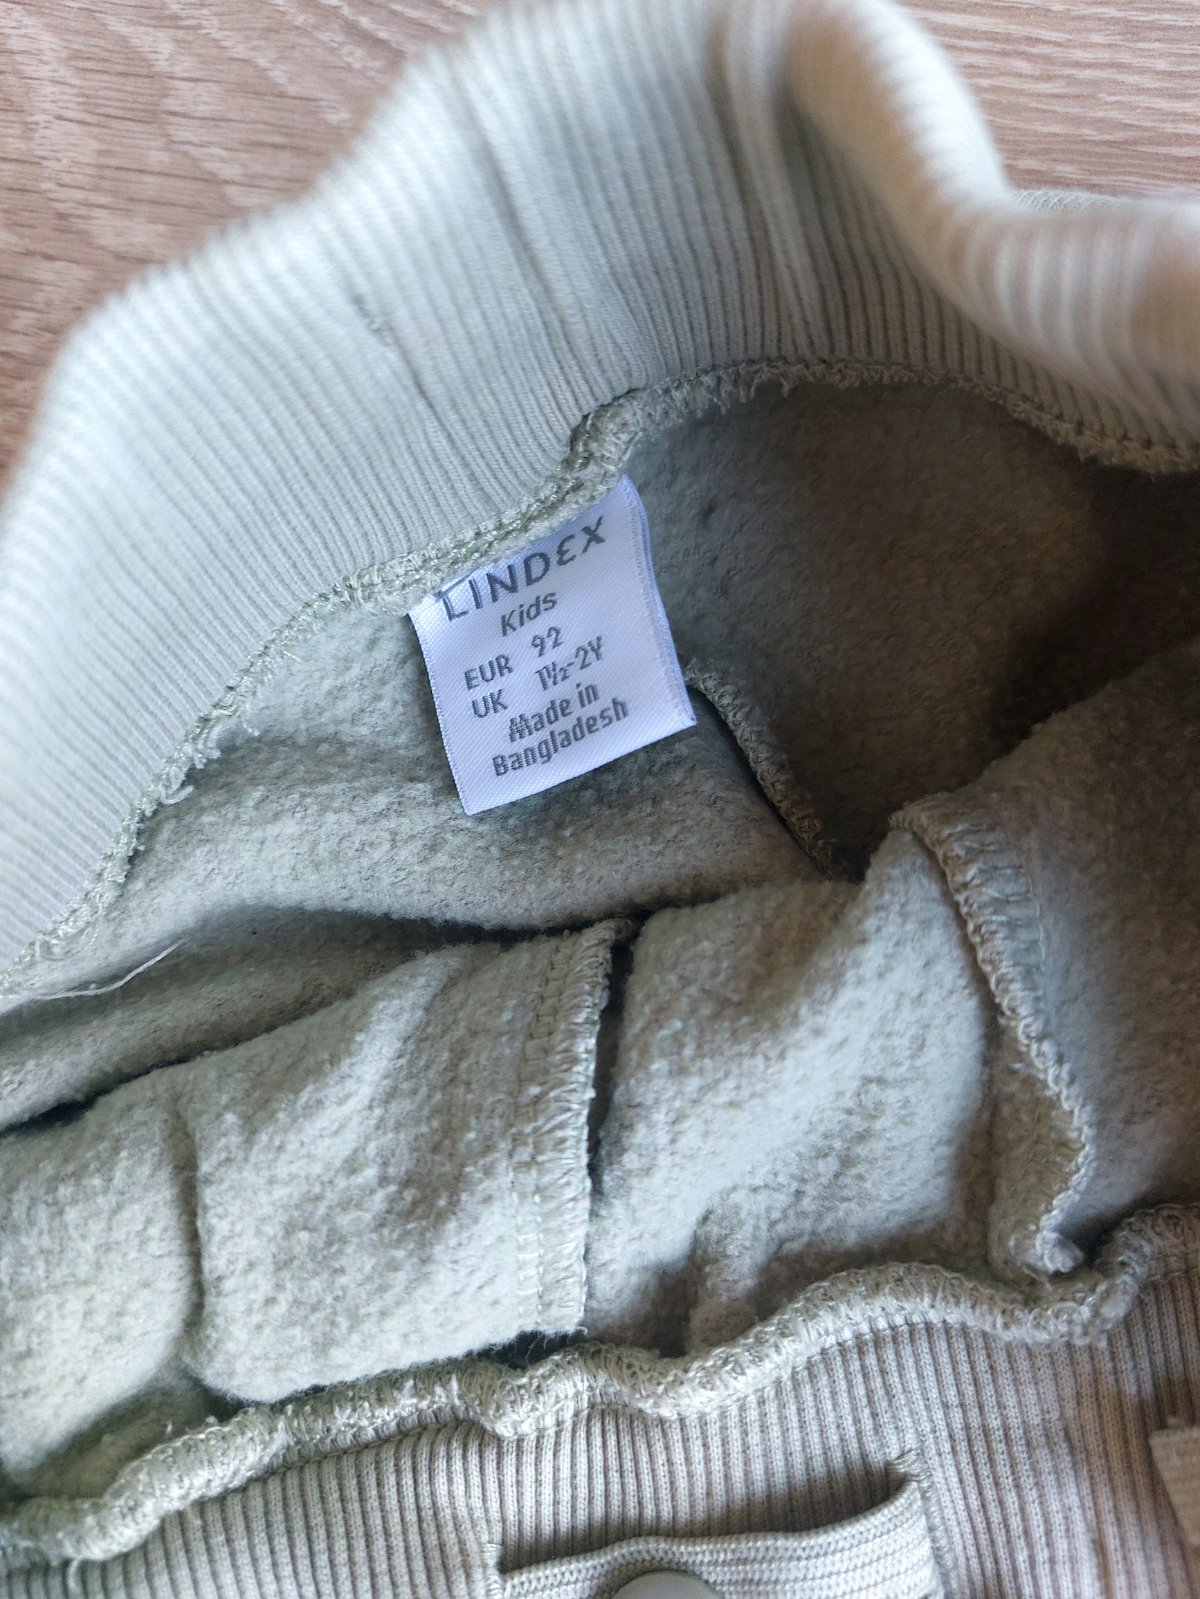 LINDEX
Kids
EUR 92
UK 1½-2Y
Made in
Bangladesh